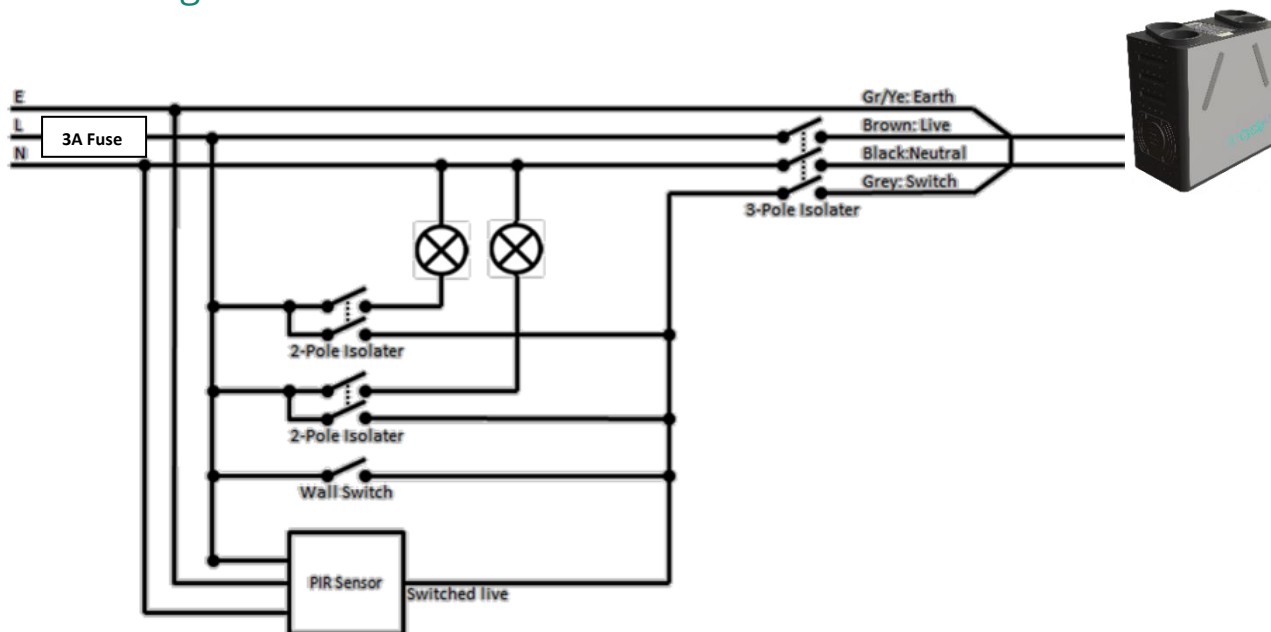 E
Gr/Ye: Earth
L
3A Fuse
Brown: Live
N
Black:Neutral
Grey: Switch
3-Pole Isolater
2-Pole Isolater
2-Pole Isolater
Wall Switch
PIR Sensor
Switched live